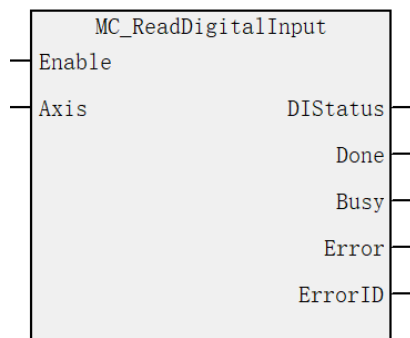 MC_ReadDigitalInput
Enable
Axis DIStatus
Done
Busy
Error
ErrorID